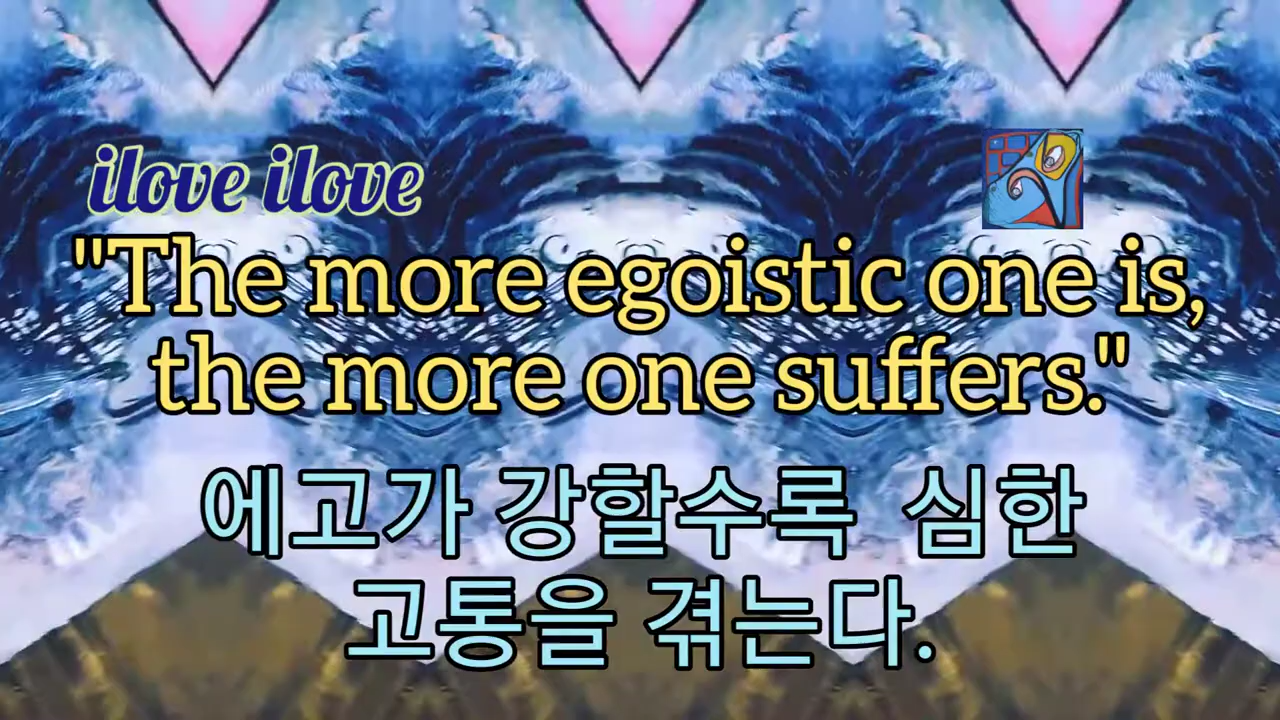 ilove ilove
"The more egoistic one is,
the more one suffers."
에고가 강할수록 심한
고통을 겪는다.